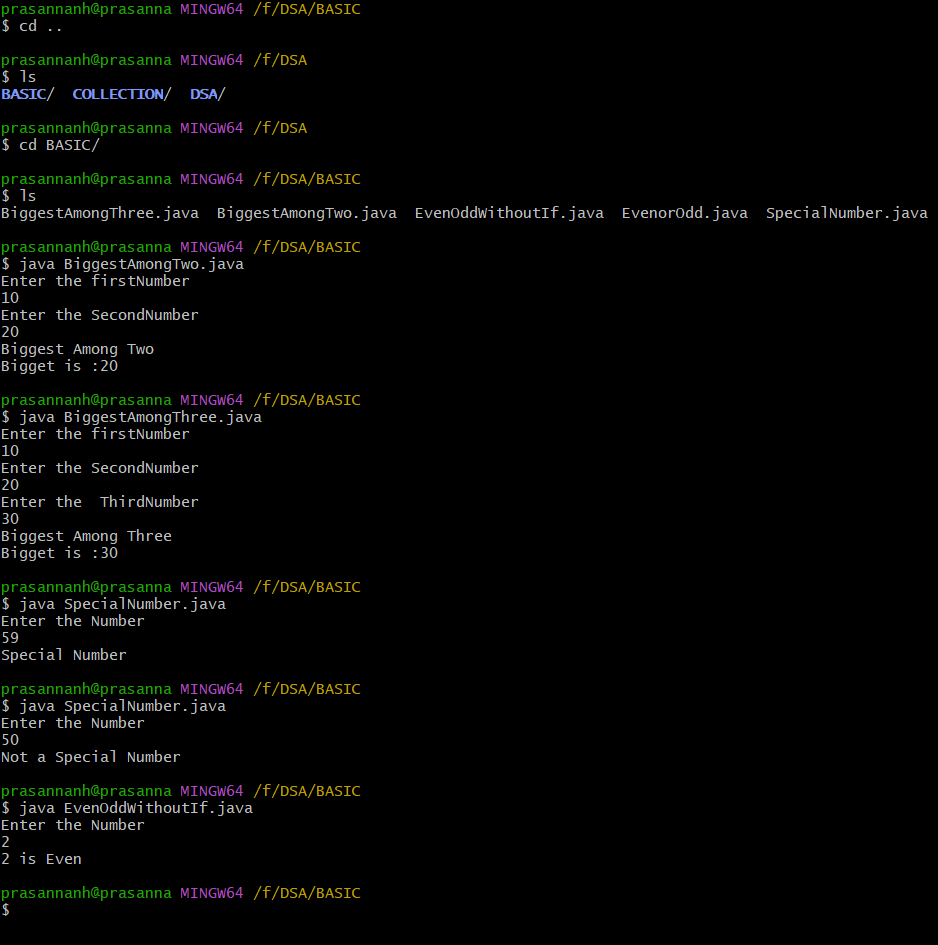 prasannanh@prasanna MINGW64 /f/DSA/BASIC
$ cd ..
prasannanh@prasanna MINGW64 /f/DSA
$ ls
BASIC/  COLLECTION/  DSA/
prasannanh@prasanna MINGW64 /f/DSA
$ cd BASIC/
prasannanh@prasanna MINGW64 /f/DSA/BASIC
$ ls
BiggestAmongThree.java  BiggestAmongTwo.java  EvenOddWithoutIf.java  EvenorOdd.java  SpecialNumber.java
prasannanh@prasanna MINGW64 /f/DSA/BASIC
$ java BiggestAmongTwo.java
Enter the firstNumber
10
Enter the SecondNumber
20
Biggest Among Two
Bigget is :20
prasannanh@prasanna MINGW64 /f/DSA/BASIC
$ java BiggestAmongThree.java
Enter the firstNumber
10
Enter the SecondNumber
20
Enter the  ThirdNumber
30
Biggest Among Three
Bigget is :30
prasannanh@prasanna MINGW64 /f/DSA/BASIC
$ java SpecialNumber.java
Enter the Number
59
Special Number
prasannanh@prasanna MINGW64 /f/DSA/BASIC
$ java SpecialNumber.java
Enter the Number
50
Not a Special Number
prasannanh@prasanna MINGW64 /f/DSA/BASIC
$ java EvenOddWithoutIf.java
Enter the Number
2
2 is Even
prasannanh@prasanna MINGW64 /f/DSA/BASIC
$